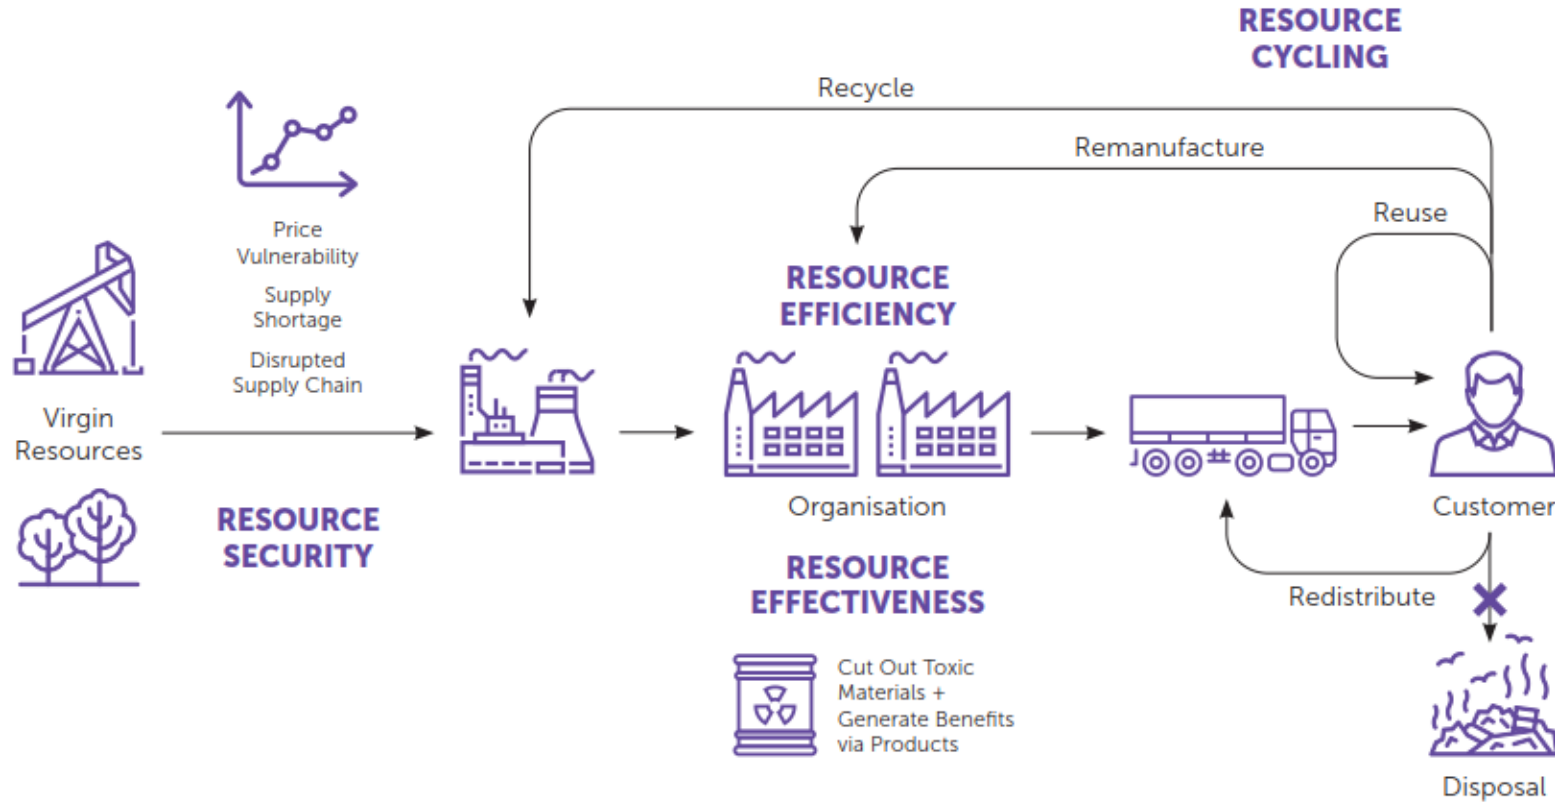 RESOURCE
CYCLING
Recycle
Remanufacture
Reuse
Price
Vulnerability
Supply
Shortage
Disrupted
Supply Chain
RESOURCE
EFFICIENCY
Virgin
Resources
RESOURCE
SECURITY
Organisation
Customer
RESOURCE
EFFECTIVENESS
Redistribute
Cut Out Toxic
Materials +
Generate Benefits
via Products
Disposal